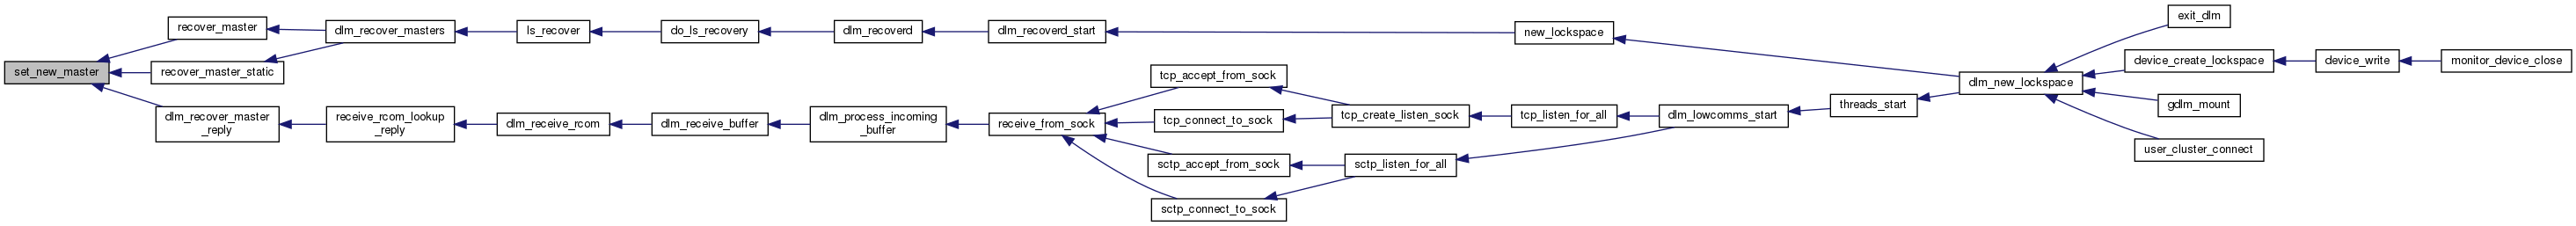 set_new_master
recover_master
recover_master_static
dlm_recover_master
_reply
dlm_recover_masters
receive_rcom_lookup
_reply
ls_recover
dlm_receive_rcom
do_ls_recovery
dlm_receive_buffer
dlm_recoverd
dlm_process_incoming
_buffer
dlm_recoverd_start
receive_from_sock
tcp_accept_from_sock
tcp_connect_to_sock
sctp_accept_from_sock
sctp_connect_to_sock
tcp_create_listen_sock
sctp_listen_for_all
new_lockspace
tcp_listen_for_all
dlm_lowcomms_start
threads_start
dlm_new_lockspace
exit_dlm
device_create_lockspace
gdlm_mount
user_cluster_connect
device_write
monitor_device_close